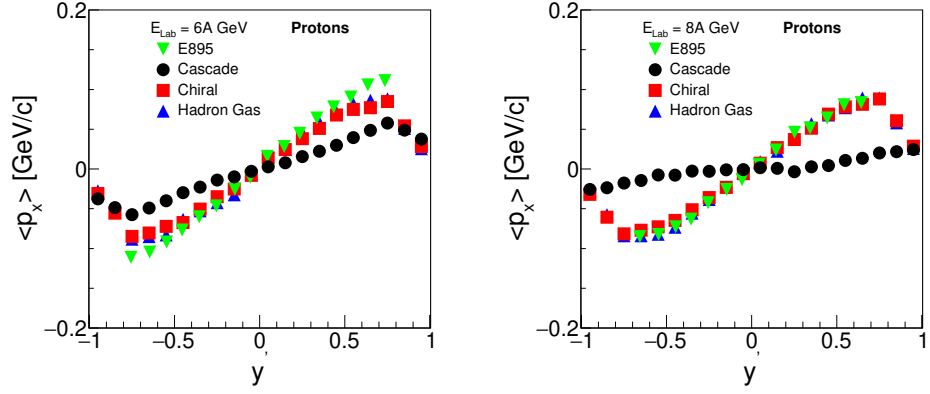 0.2
E_Lab = 6A GeV Protons
E895
Cascade
Chiral
Hadron Gas
<p_X> [GeV/c]
0
−0.2
−1 −0.5 0 0.5 1
y'
0.2
E_Lab = 8A GeV Protons
E895
Cascade
Chiral
Hadron Gas
<p_X> [GeV/c]
0
−0.2
−1 −0.5 0 0.5 1
y'